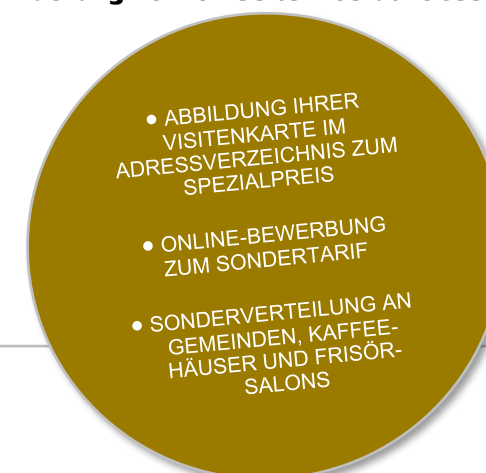 • ABBILDUNG IHRER
VISITENKARTE IM
ADRESSVERZEICHNIS ZUM
SPEZIALPREIS
• ONLINE-BEWERBUNG
ZUM SONDERTARIF
• SONDERVERTEILUNG AN
GEMEINDEN, KAFFEE-
HÄUSER UND FRISÖR-
SALONS